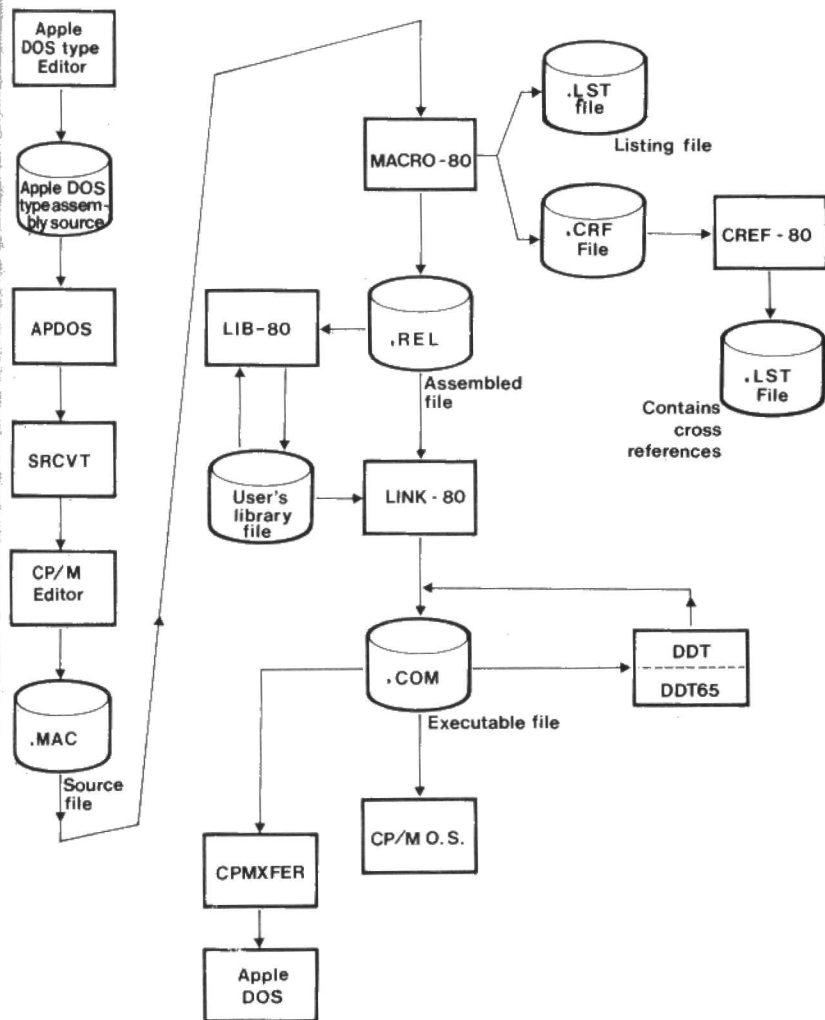 Apple
DOS type
Editor
Apple DOS
type assem-
bly source
APDOS
SRCVT
CP/M
Editor
.MAC
Source
file
MACRO-80
.LST
file
Listing file
.CRF
File
CREF-80
.LST
File
Contains
cross
references
LIB-80
.REL
Assembled
file
User's
library
file
LINK-80
.COM
Executable file
DDT
DDT65
CP/M O.S.
CPMXFER
Apple
DOS